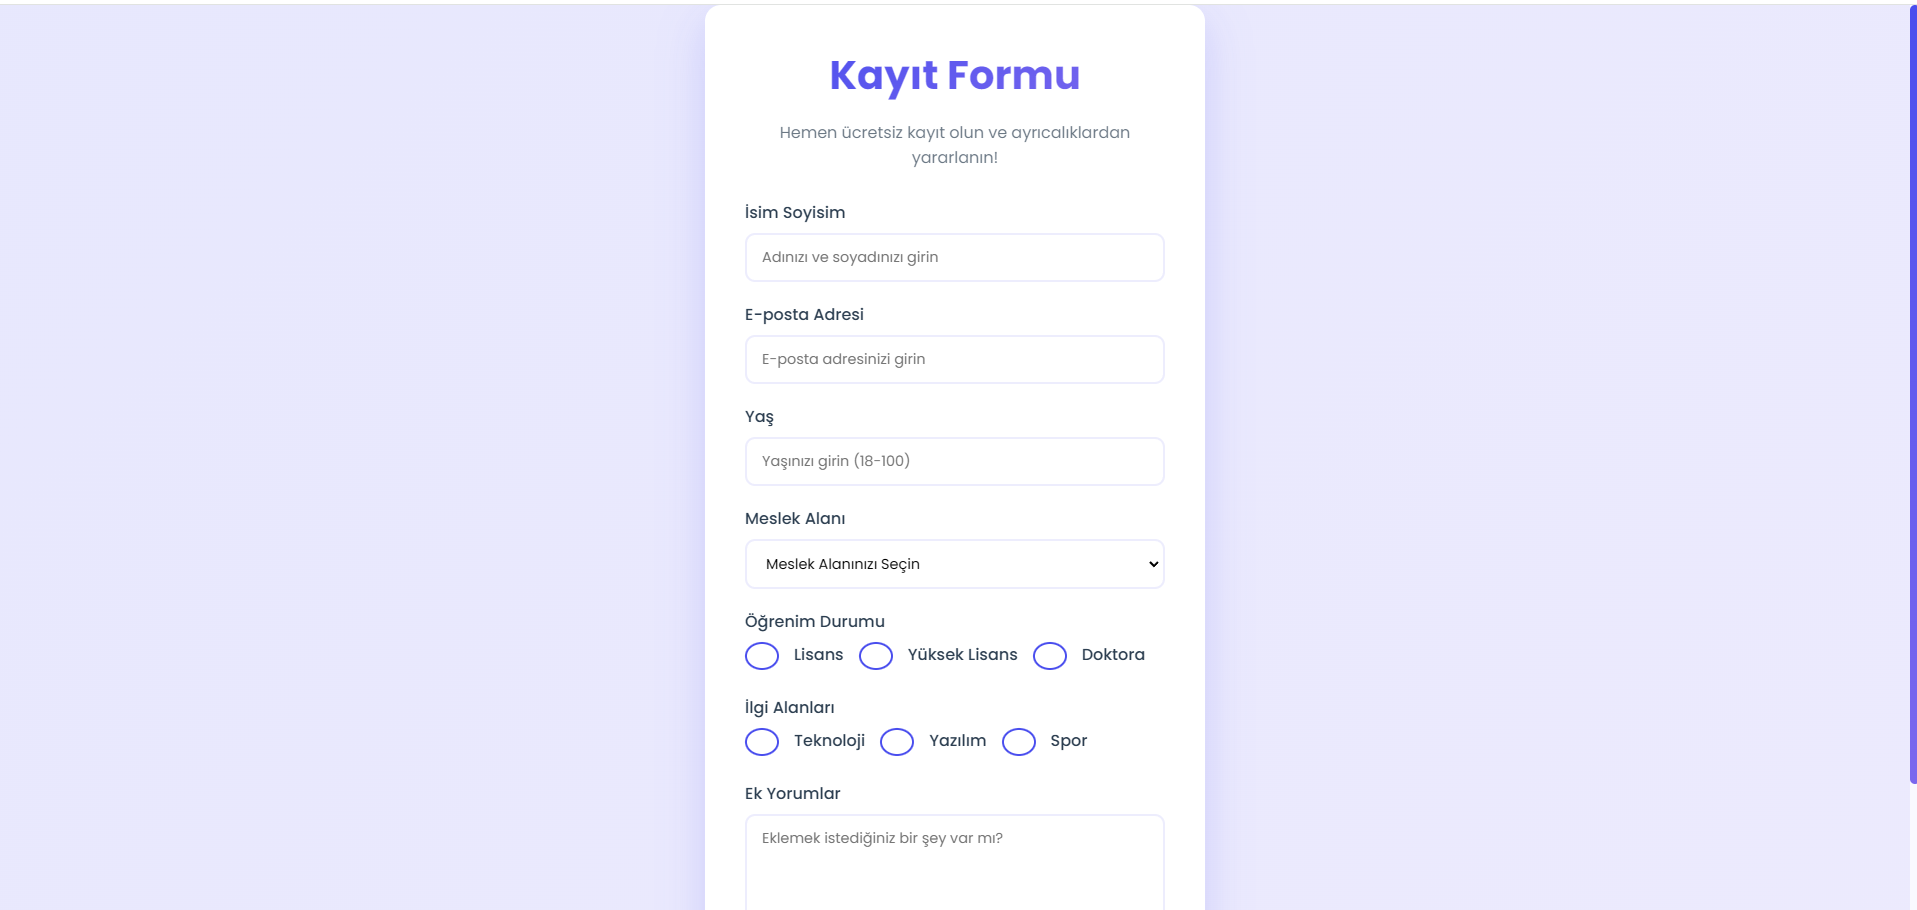 Kayıt Formu
Hemen ücretsiz kayıt olun ve ayrıcalıklardan
yararlanın!
İsim Soyisim
Adınızı ve soyadınızı girin
E-posta Adresi
E-posta adresinizi girin
Yaş
Yaşınızı girin (18-100)
Meslek Alanı
Meslek Alanınızı Seçin
Öğrenim Durumu
Lisans Yüksek Lisans Doktora
İlgi Alanları
Teknoloji Yazılım Spor
Ek Yorumlar
Eklemek istediğiniz bir şey var mı?